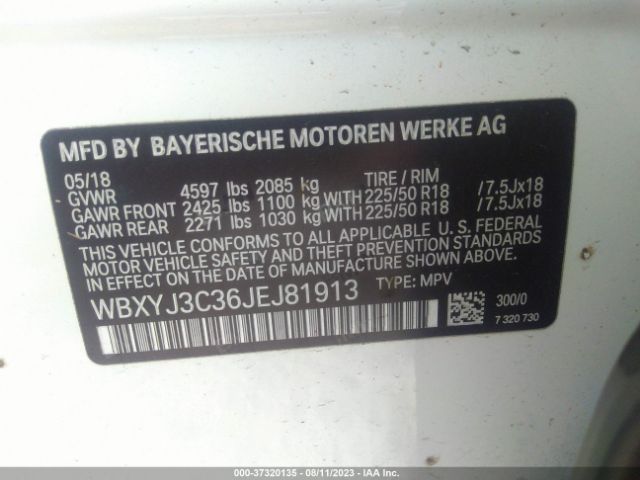 MFD BY BAYERISCHE MOTOREN WERKE AG
05/18 TIRE / RIM
GVWR 4597 lbs 2085 kg
GAWR FRONT 2425 lbs 1100 kg WITH 225/50 R18 /7.5Jx18
GAWR REAR 2271 lbs 1030 kg WITH 225/50 R18 /7.5Jx18
THIS VEHICLE CONFORMS TO ALL APPLICABLE U. S. FEDERAL
MOTOR VEHICLE SAFETY AND THEFT PREVENTION STANDARDS
IN EFFECT ON THE DATE OF MANUFACTURE SHOWN ABOVE.
WBXYJ3C36JEJ81913 TYPE: MPV
300/0
7 320 730
000-37320135 - 08/11/2023 - IAA Inc.